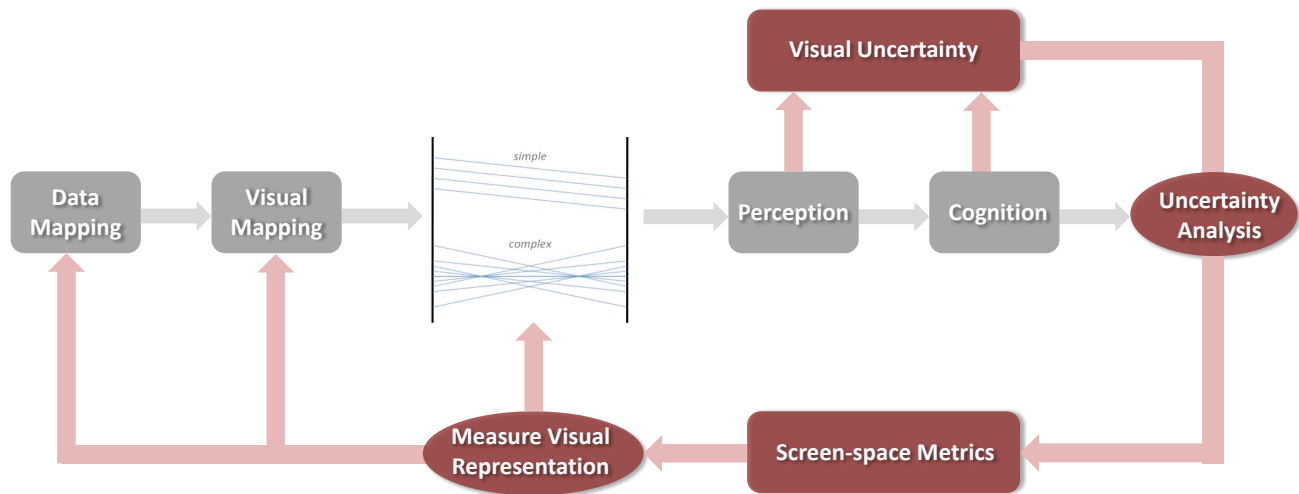 Visual Uncertainty
simple
Data
Mapping
Visual
Mapping
Perception
Cognition
Uncertainty
Analysis
complex
Measure Visual
Representation
Screen-space Metrics